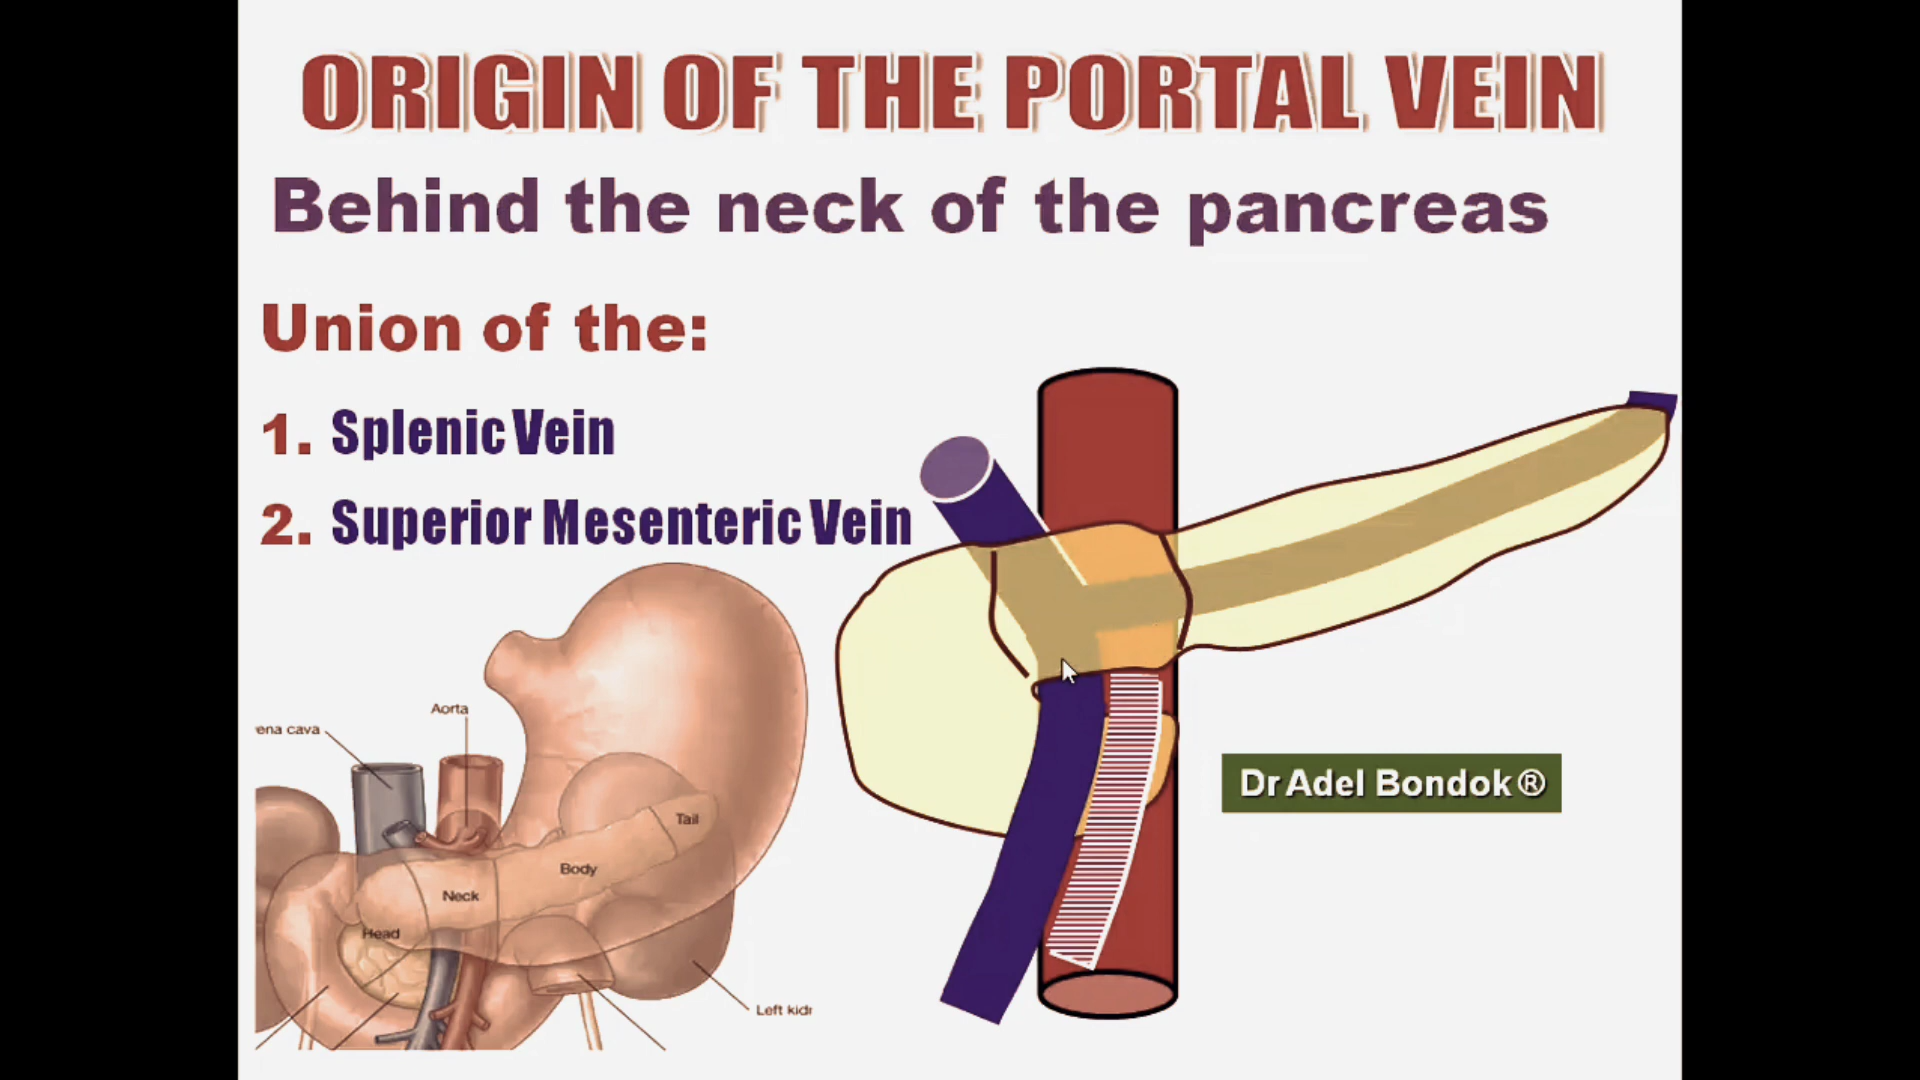 ORIGIN OF THE PORTAL VEIN
Behind the neck of the pancreas
Union of the:
1. Splenic Vein
2. Superior Mesenteric Vein
Aorta
ena cava
Tail
Body
Neck
Head
Left kid
Dr Adel Bondok ®